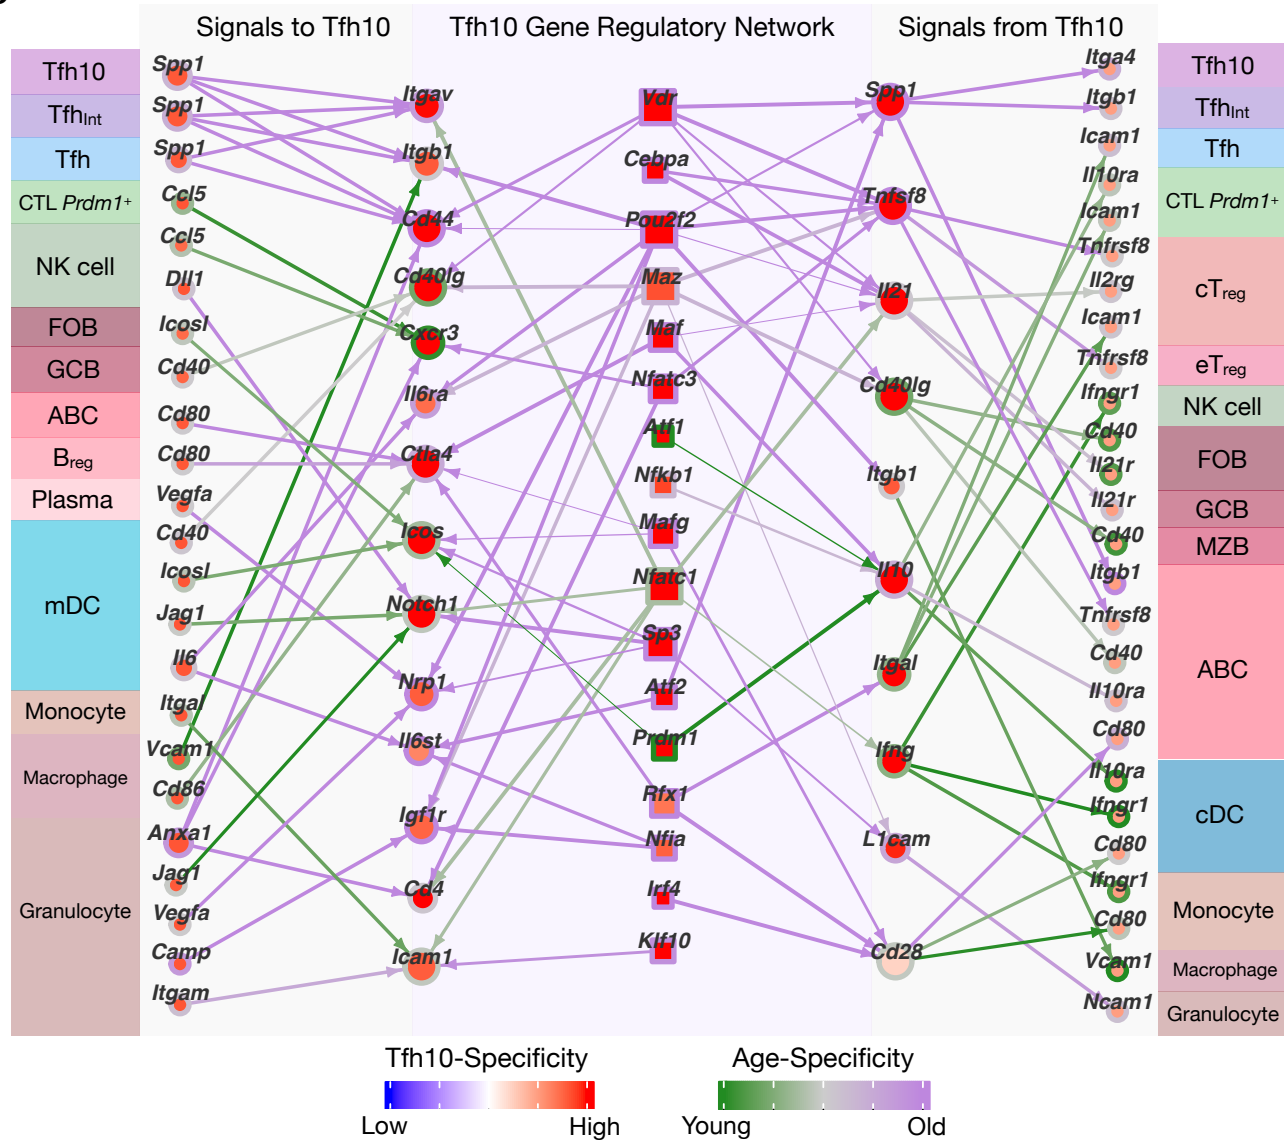 Signals to Tfh10
Tfh10 Gene Regulatory Network
Signals from Tfh10
Tfh10
TfhInt
Tfh
CTL Prdm1+
NK cell
FOB
GCB
ABC
Breg
Plasma
mDC
Monocyte
Macrophage
Granulocyte
Spp1
Spp1
Spp1
Ccl5
Ccl5
Dll1
Icosl
Cd40
Cd80
Cd80
Vegfa
Cd40
Icosl
Jag1
Il6
Itgal
Vcam1
Cd86
Anxa1
Jag1
Vegfa
Camp
Itgam
Itgav
Itgb1
Cd44
Cd40lg
Cxcr3
Il6ra
Ctla4
Icos
Notch1
Nrp1
Il6st
Igf1r
Cd4
Icam1
Vdr
Cebpa
Pou2f2
Maz
Maf
Nfatc3
Atf1
Nfkb1
Mafg
Nfatc1
Sp3
Atf2
Prdm1
Rfx1
Nfia
Irf4
Klf10
Spp1
Tnfsf8
Il21
Cd40lg
Itgb1
Il10
Itgal
Ifng
L1cam
Cd28
Itga4
Itgb1
Icam1
Il10ra
Icam1
Tnfrsf8
Il2rg
Icam1
Tnfrsf8
Ifngr1
Cd40
Il21r
Il21r
Cd40
Itgb1
Tnfrsf8
Cd40
Il10ra
Cd80
Il10ra
Ifngr1
Cd80
Ifngr1
Cd80
Vcam1
Ncam1
Tfh10
TfhInt
Tfh
CTL Prdm1+
cTreg
eTreg
NK cell
FOB
GCB
MZB
ABC
cDC
Monocyte
Macrophage
Granulocyte
Tfh10-Specificity
Low
High
Age-Specificity
Young
Old